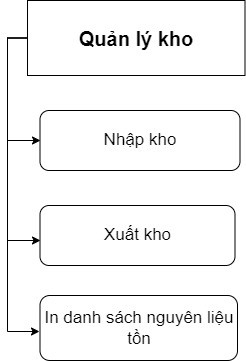 Quản lý kho
Nhập kho
Xuất kho
In danh sách nguyên liệu
tồn